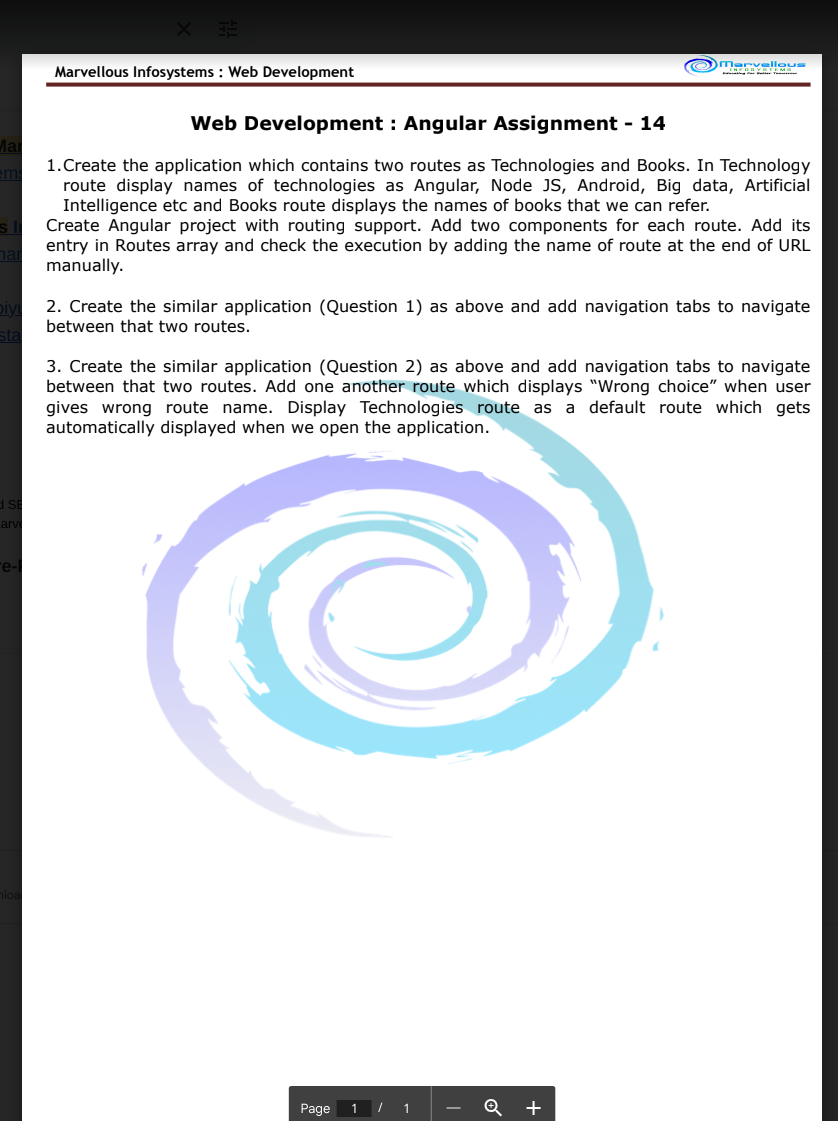 Marvellous Infosystems : Web Development
Marvellous
INFOSYSTEMS
Educating for Better Tomorrow
Web Development : Angular Assignment - 14
1.Create the application which contains two routes as Technologies and Books. In Technology
route display names of technologies as Angular, Node JS, Android, Big data, Artificial
Intelligence etc and Books route displays the names of books that we can refer.
Create Angular project with routing support. Add two components for each route. Add its
entry in Routes array and check the execution by adding the name of route at the end of URL
manually.
2. Create the similar application (Question 1) as above and add navigation tabs to navigate
between that two routes.
3. Create the similar application (Question 2) as above and add navigation tabs to navigate
between that two routes. Add one another route which displays “Wrong choice” when user
gives wrong route name. Display Technologies route as a default route which gets
automatically displayed when we open the application.
Page 1 / 1